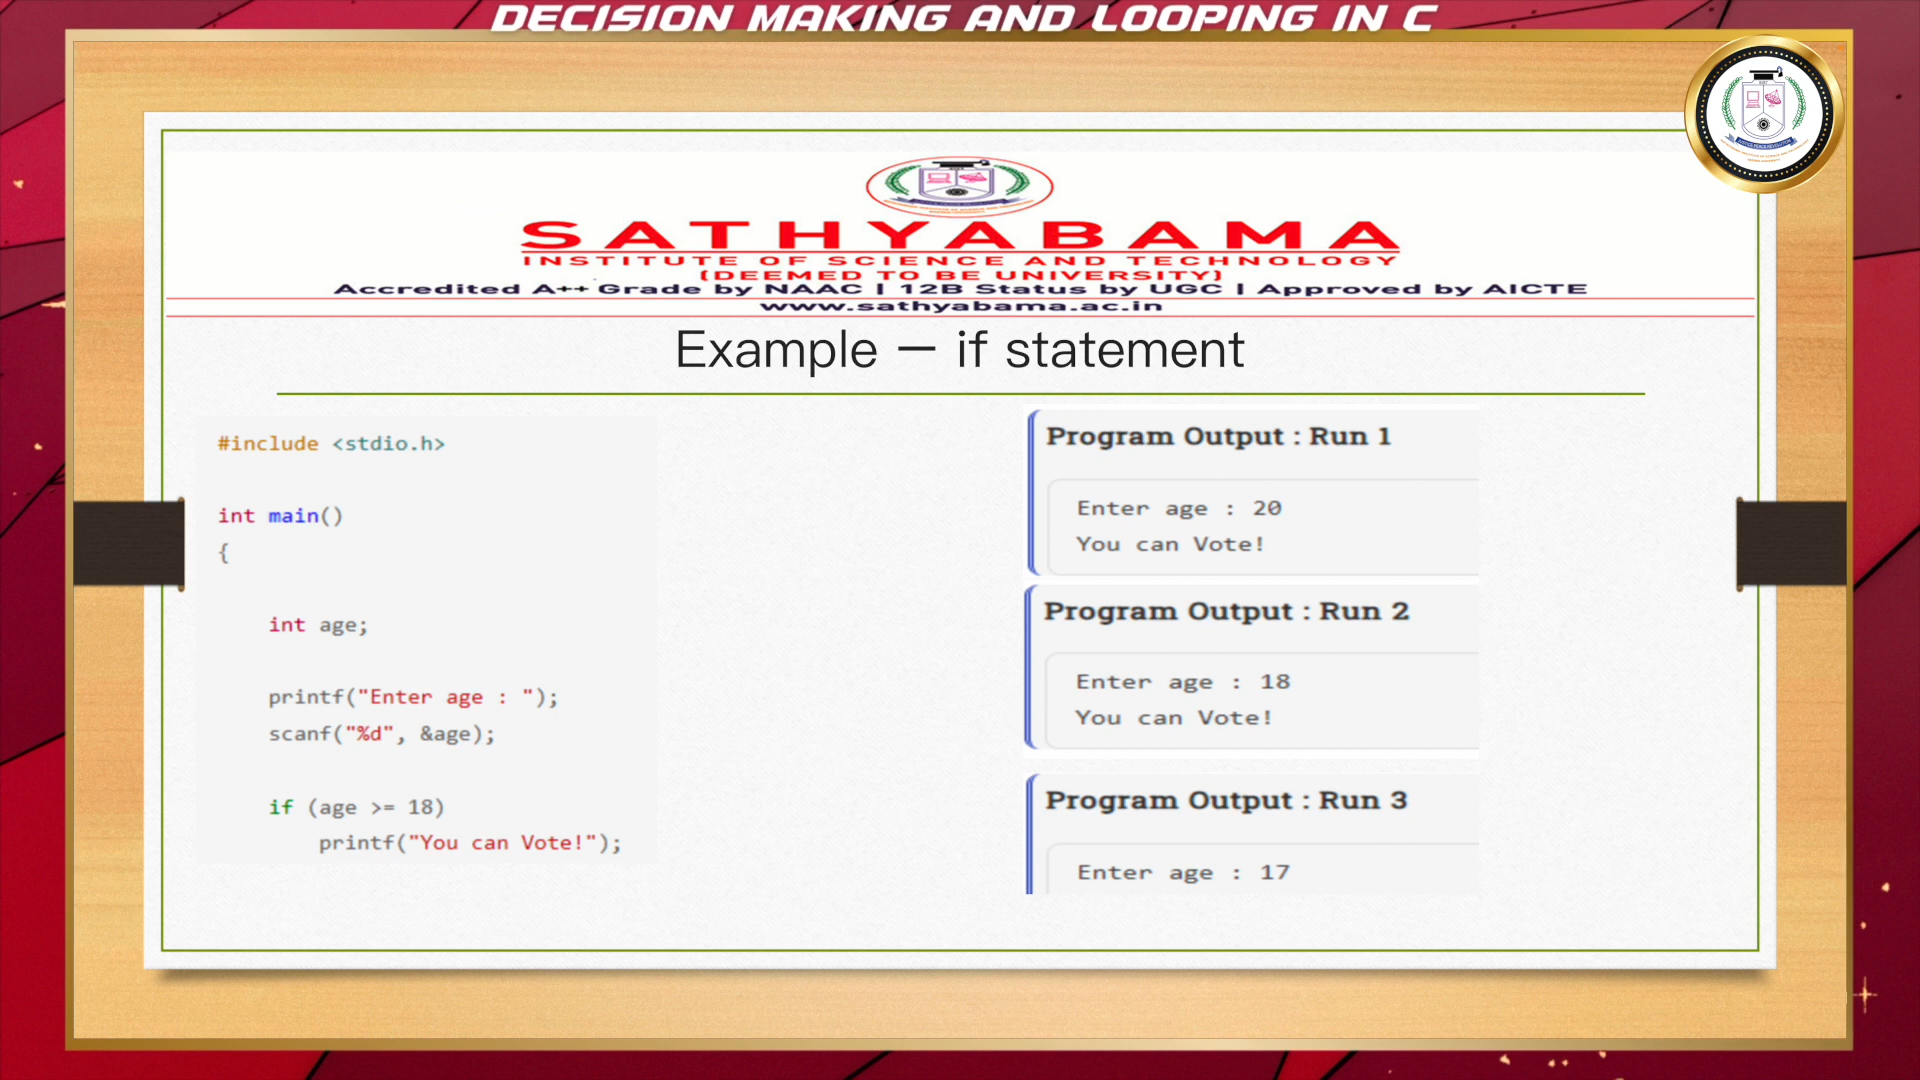 DECISION MAKING AND LOOPING IN C
SATHYABAMA
INSTITUTE OF SCIENCE AND TECHNOLOGY
(DEEMED TO BE UNIVERSITY)
Accredited A++ Grade by NAAC | 12B Status by UGC | Approved by AICTE
www.sathyabama.ac.in
Example — if statement
#include <stdio.h>
int main()
{
int age;
printf("Enter age : ");
scanf("%d", &age);
if (age >= 18)
printf("You can Vote!");
Program Output : Run 1
Enter age : 20
You can Vote!
Program Output : Run 2
Enter age : 18
You can Vote!
Program Output : Run 3
Enter age : 17